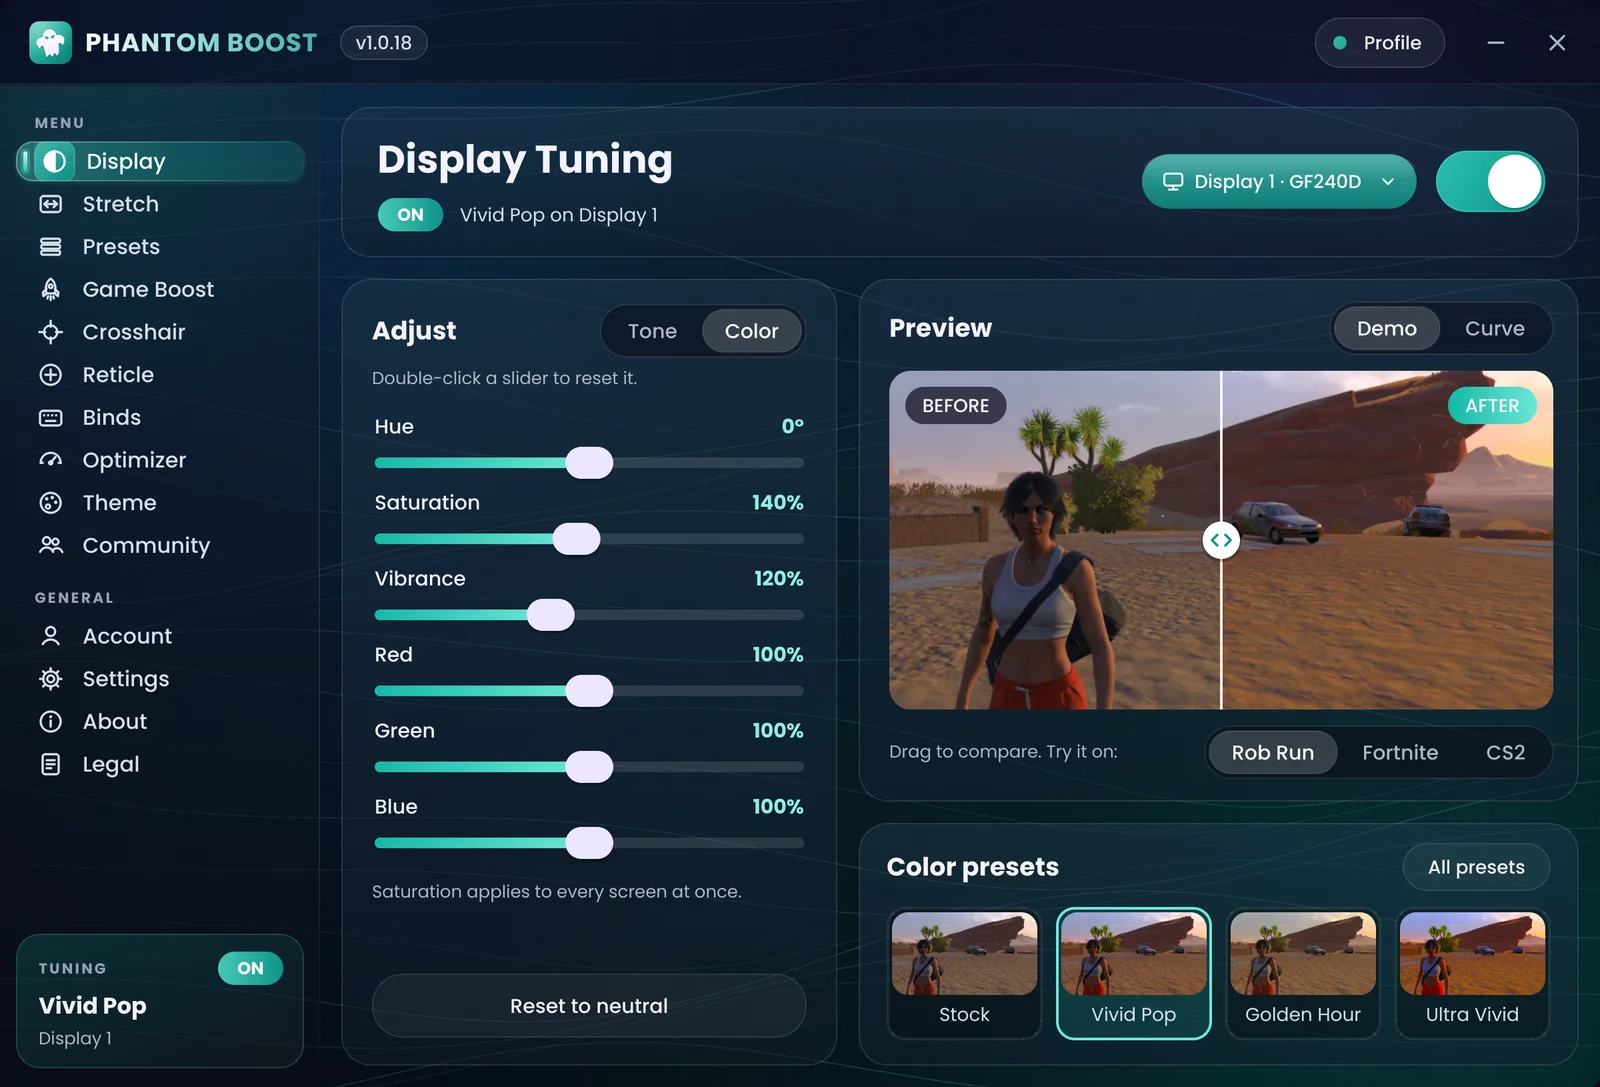 PHANTOM BOOST
v1.0.18
Profile
MENU
Display
Stretch
Presets
Game Boost
Crosshair
Reticle
Binds
Optimizer
Theme
Community
GENERAL
Account
Settings
About
Legal
TUNING
ON
Vivid Pop
Display 1
Display Tuning
ON
Vivid Pop on Display 1
Display 1 · GF240D
Adjust
Tone
Color
Double-click a slider to reset it.
Hue
0°
Saturation
140%
Vibrance
120%
Red
100%
Green
100%
Blue
100%
Saturation applies to every screen at once.
Reset to neutral
Preview
Demo
Curve
BEFORE
AFTER
Drag to compare. Try it on:
Rob Run
Fortnite
CS2
Color presets
All presets
Stock
Vivid Pop
Golden Hour
Ultra Vivid